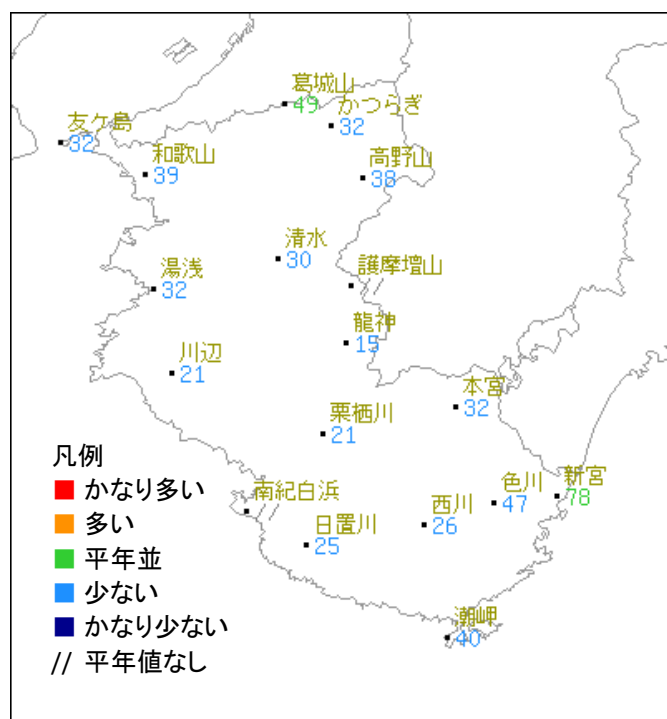 葛城山
49
かつらぎ
32
友ケ島
32
和歌山
39
高野山
38
清水
30
護摩壇山
//
湯浅
32
龍神
15
川辺
21
本宮
32
栗栖川
21
新宮
78
色川
47
南紀白浜
//
西川
26
日置川
25
潮岬
40
凡例
かなり多い
多い
平年並
少ない
かなり少ない
// 平年値なし